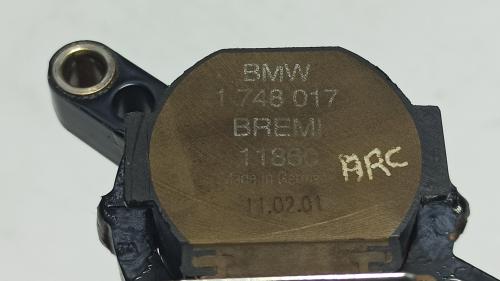 BMW
1 748 017
BREMI
11860
ARC
Made in Germany
11.02.01